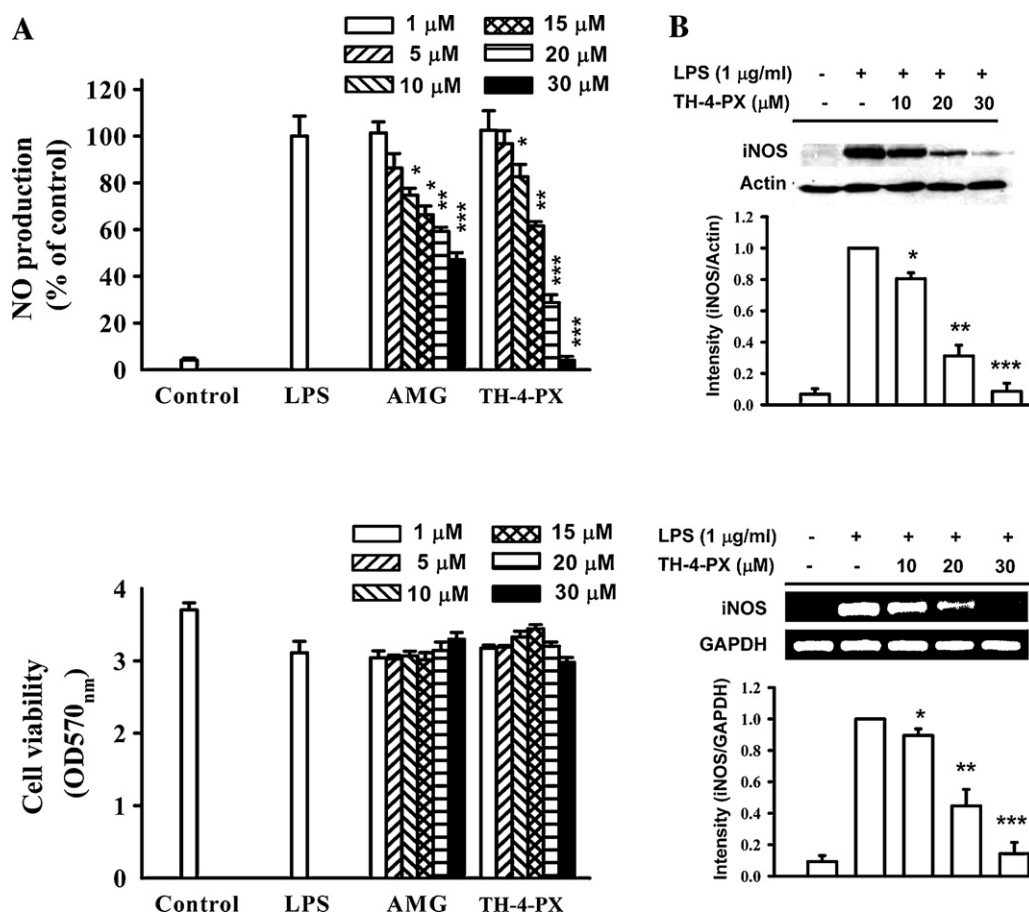 A
1 μM 15 μM
5 μM 20 μM
10 μM 30 μM
NO production
(% of control)
120
100
80
60
40
20
0
* * ** ***
* ** *** ***
Control LPS AMG TH-4-PX
B
LPS (1 μg/ml) - + + + +
TH-4-PX (μM) - - 10 20 30
iNOS
Actin
Intensity (iNOS/Actin)
1.2
1.0
0.8
0.6
0.4
0.2
0.0
* ** ***
1 μM 15 μM
5 μM 20 μM
10 μM 30 μM
Cell viability
(OD570nm)
4
3
2
1
0
Control LPS AMG TH-4-PX
LPS (1 μg/ml) - + + + +
TH-4-PX (μM) - - 10 20 30
iNOS
GAPDH
Intensity (iNOS/GAPDH)
1.2
1.0
0.8
0.6
0.4
0.2
0.0
* ** ***